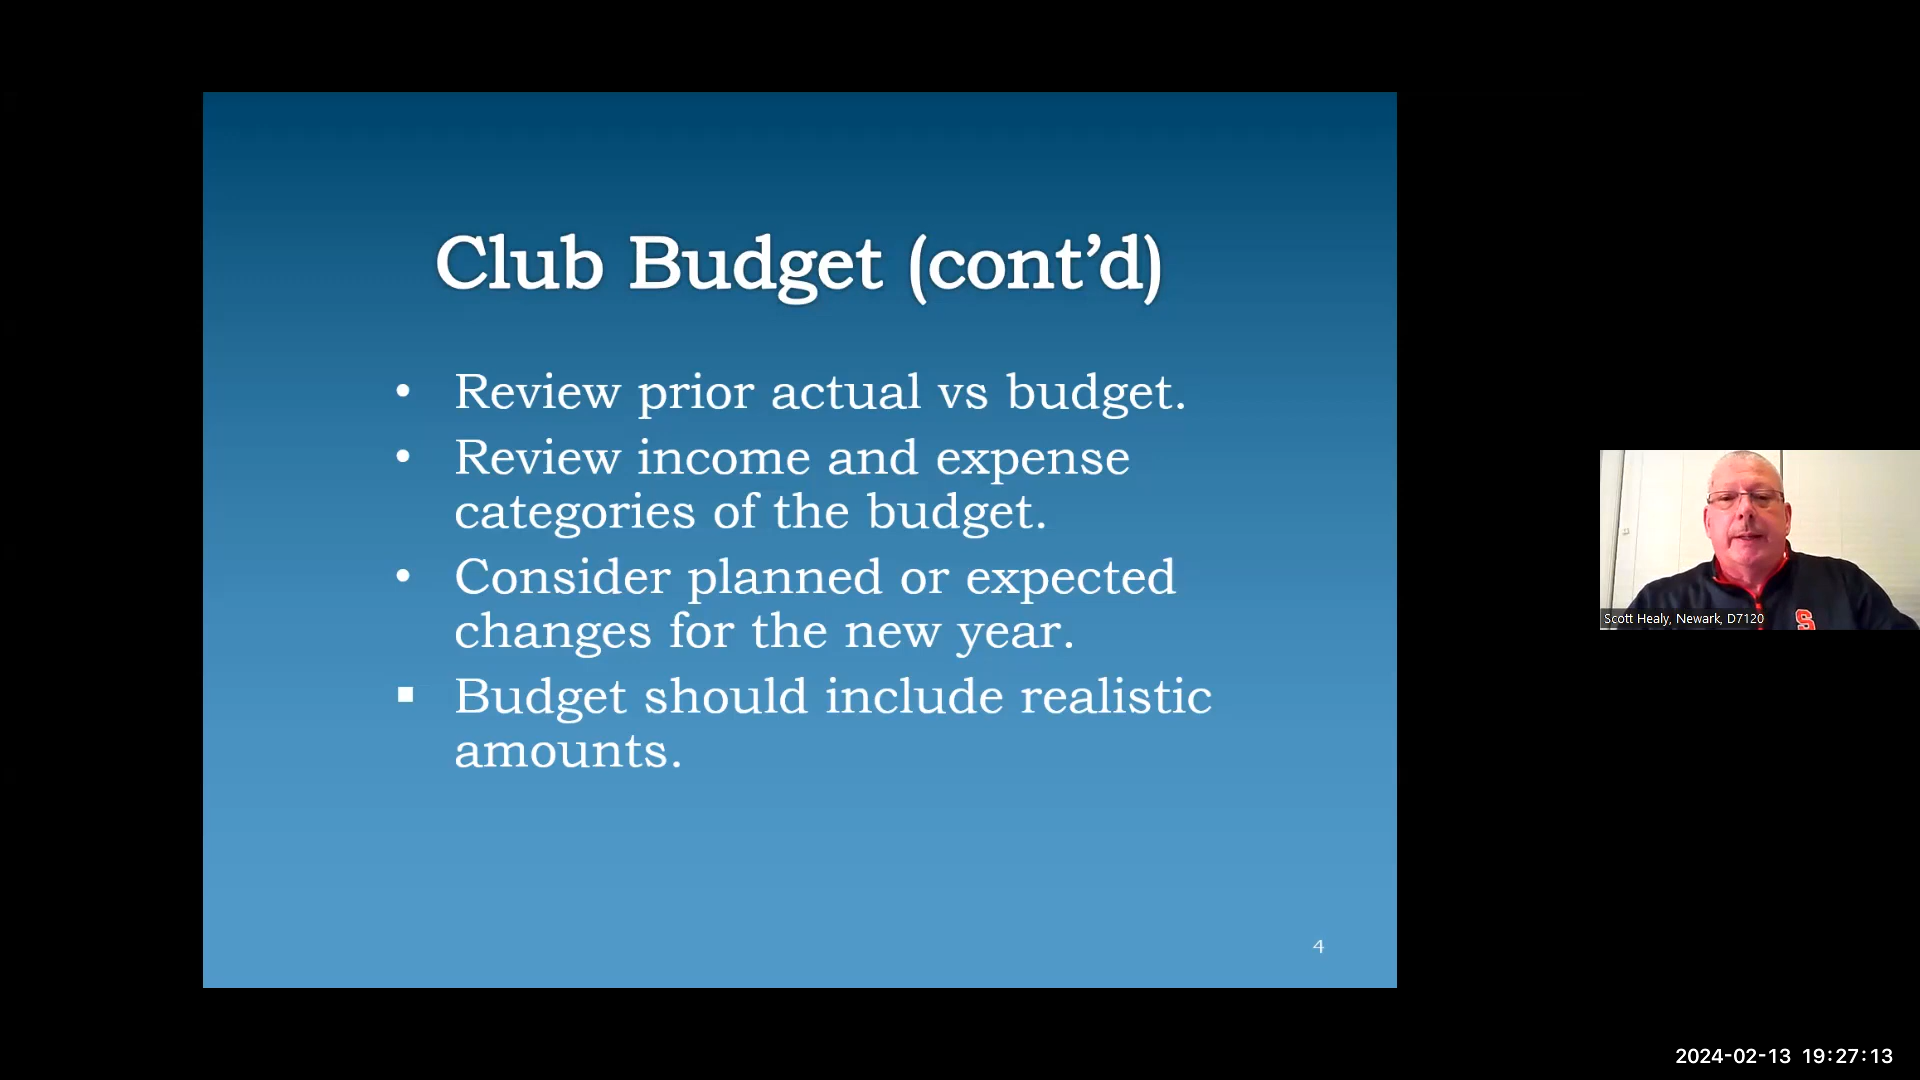 Club Budget (cont’d)
• Review prior actual vs budget.
• Review income and expense
categories of the budget.
• Consider planned or expected
changes for the new year.
▪ Budget should include realistic
amounts.
4
S
Scott Healy, Newark, D7120
2024-02-13 19:27:13